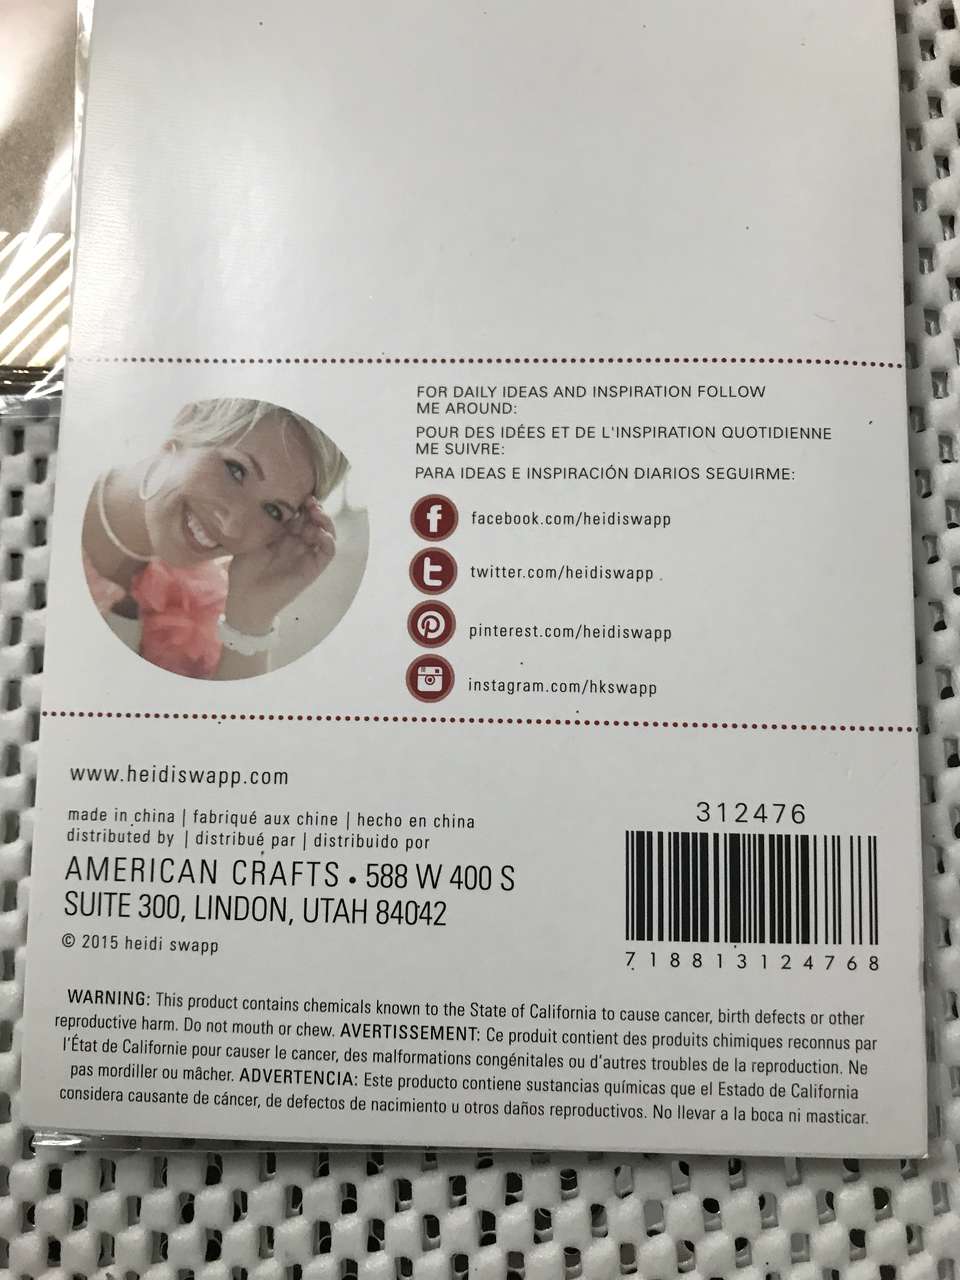 FOR DAILY IDEAS AND INSPIRATION FOLLOW
ME AROUND:
POUR DES IDÉES ET DE L'INSPIRATION QUOTIDIENNE
ME SUIVRE:
PARA IDEAS E INSPIRACIÓN DIARIOS SEGUIRME:
facebook.com/heidiswapp
twitter.com/heidiswapp
pinterest.com/heidiswapp
instagram.com/hkswapp
www.heidiswapp.com
made in china | fabriqué aux chine | hecho en china
distributed by | distribué par | distribuido por
AMERICAN CRAFTS • 588 W 400 S
SUITE 300, LINDON, UTAH 84042
© 2015 heidi swapp
312476
7 18813 12476 8
WARNING: This product contains chemicals known to the State of California to cause cancer, birth defects or other
reproductive harm. Do not mouth or chew. AVERTISSEMENT: Ce produit contient des produits chimiques reconnus par
l'État de Californie pour causer le cancer, des malformations congénitales ou d'autres troubles de la reproduction. Ne
pas mordiller ou mâcher. ADVERTENCIA: Este producto contiene sustancias químicas que el Estado de California
considera causante de cáncer, de defectos de nacimiento u otros daños reproductivos. No llevar a la boca ni masticar.